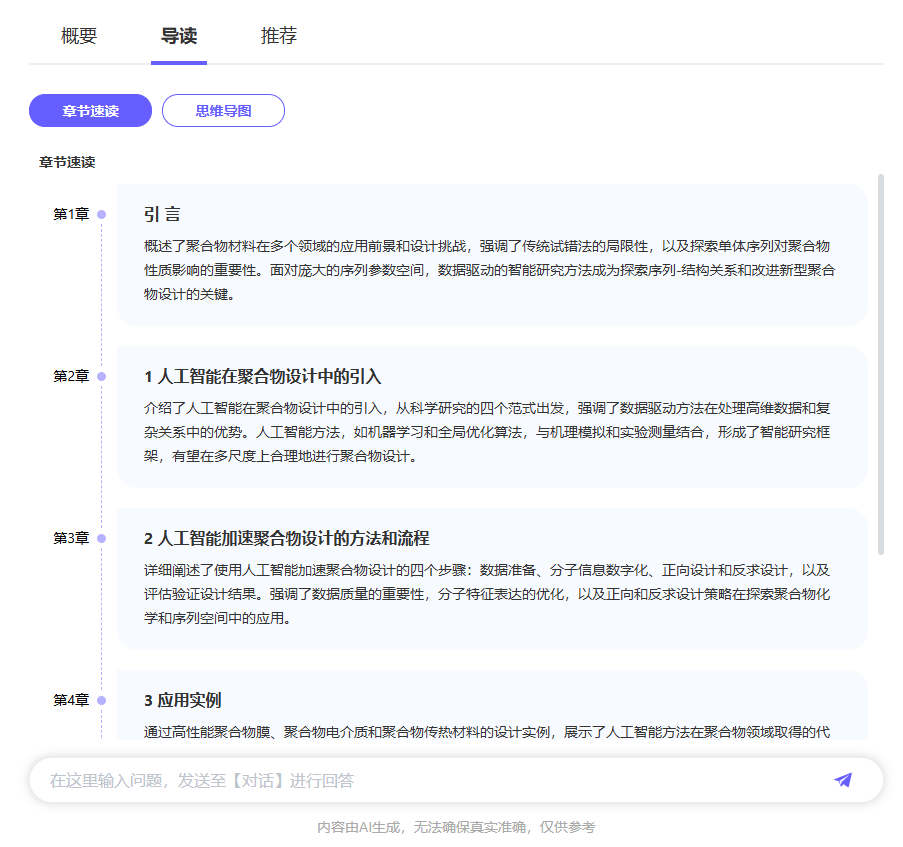 概要 导读 推荐
章节速读 思维导图
章节速读
第1章 引 言
概述了聚合物材料在多个领域的应用前景和设计挑战，强调了传统试错法的局限性，以及探索单体序列对聚合物
性质影响的重要性。面对庞大的序列参数空间，数据驱动的智能研究方法成为探索序列-结构关系和改进新型聚合
物设计的关键。
第2章 1 人工智能在聚合物设计中的引入
介绍了人工智能在聚合物设计中的引入，从科学研究的四个范式出发，强调了数据驱动方法在处理高维数据和复
杂关系中的优势。人工智能方法，如机器学习和全局优化算法，与机理模拟和实验测量结合，形成了智能研究框
架，有望在多尺度上合理地进行聚合物设计。
第3章 2 人工智能加速聚合物设计的方法和流程
详细阐述了使用人工智能加速聚合物设计的四个步骤：数据准备、分子信息数字化、正向设计和反求设计，以及
评估验证设计结果。强调了数据质量的重要性，分子特征表达的优化，以及正向和反求设计策略在探索聚合物化
学和序列空间中的应用。
第4章 3 应用实例
通过高性能聚合物膜、聚合物电介质和聚合物传热材料的设计实例，展示了人工智能方法在聚合物领域取得的代
在这里输入问题，发送至【对话】进行回答
内容由AI生成，无法确保真实准确，仅供参考